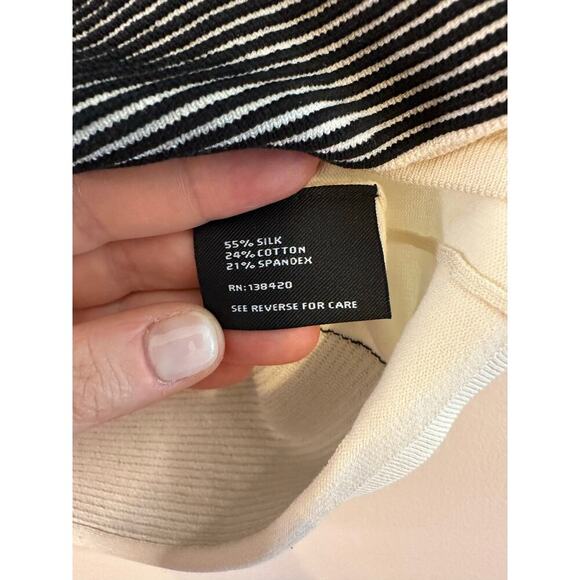 55% SILK
24% COTTON
21% SPANDEX
RN:138420
SEE REVERSE FOR CARE